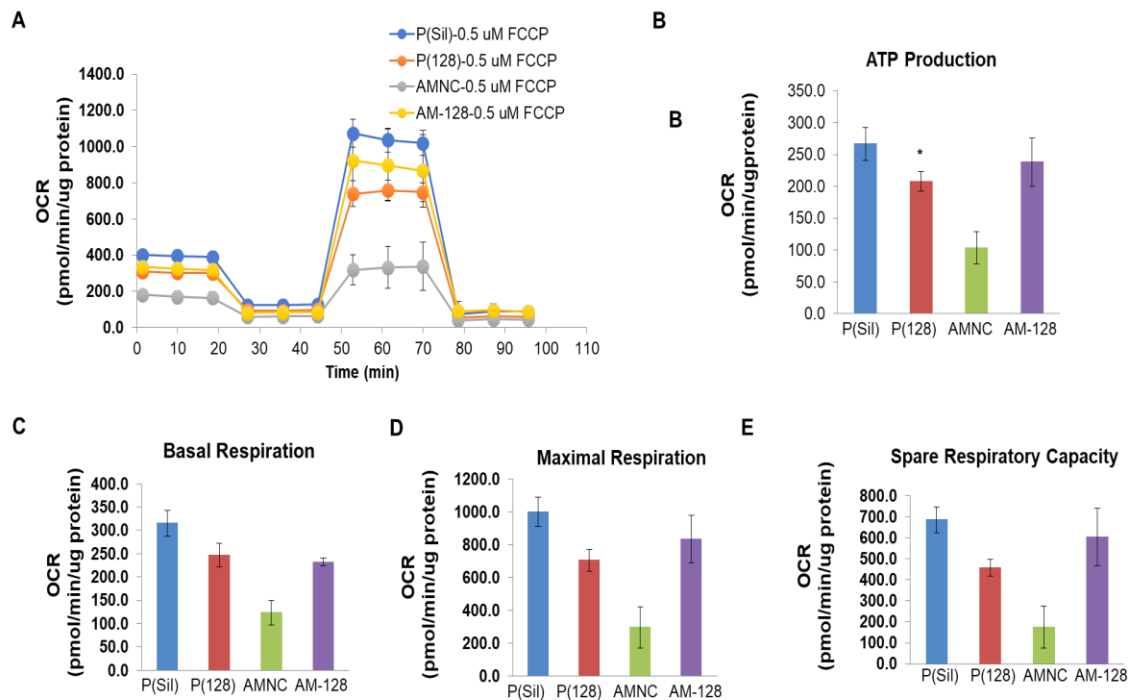 A
P(Sil)-0.5 uM FCCP
P(128)-0.5 uM FCCP
AMNC-0.5 uM FCCP
AM-128-0.5 uM FCCP
OCR
(pmol/min/ug protein)
1400.0
1200.0
1000.0
800.0
600.0
400.0
200.0
0.0
0 10 20 30 40 50 60 70 80 90 100 110
Time (min)
B
B
ATP Production
OCR
(pmol/min/ugprotein)
350.0
300.0
250.0
200.0
150.0
100.0
50.0
0.0
*
P(Sil) P(128) AMNC AM-128
C
Basal Respiration
OCR
(pmol/min/ug protein)
400.0
350.0
300.0
250.0
200.0
150.0
100.0
50.0
0.0
P(Sil) P(128) AMNC AM-128
D
Maximal Respiration
OCR
(pmol/min/ug protein)
1200.0
1000.0
800.0
600.0
400.0
200.0
0.0
P(Sil) P(128) AMNC AM-128
E
Spare Respiratory Capacity
OCR
(pmol/min/ug protein)
800.0
700.0
600.0
500.0
400.0
300.0
200.0
100.0
0.0
P(Sil) P(128) AMNC AM-128